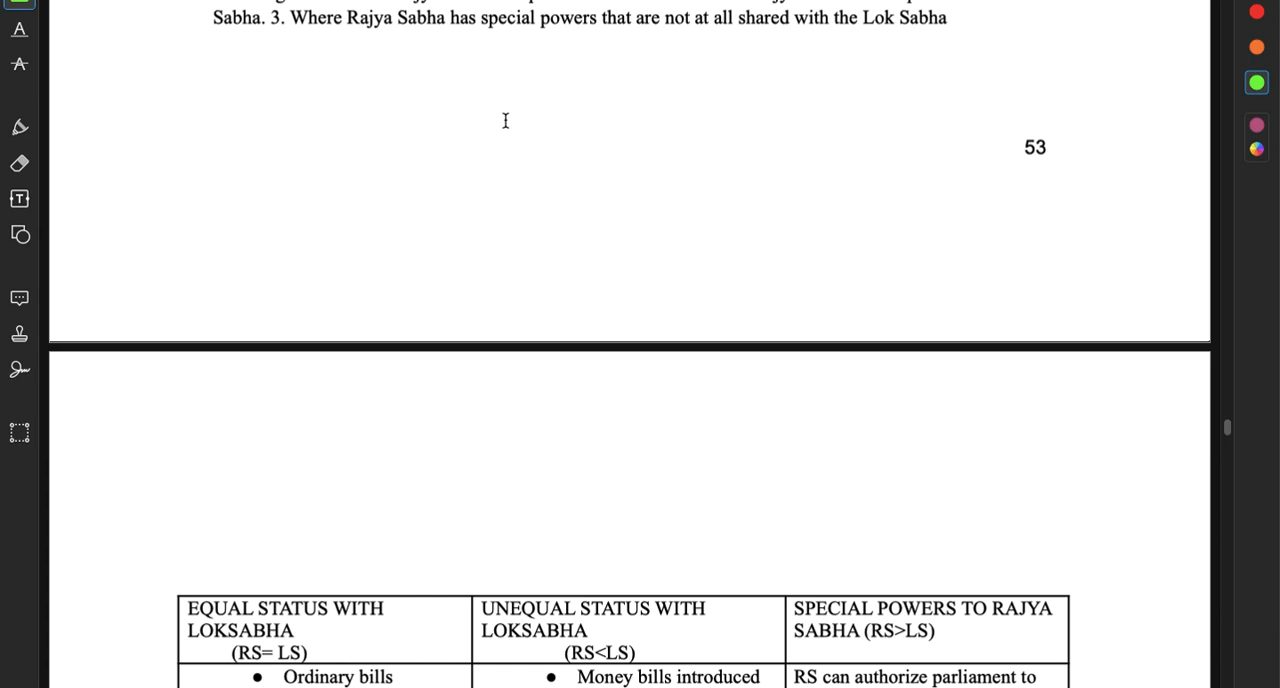 Sabha. 3. Where Rajya Sabha has special powers that are not at all shared with the Lok Sabha
53
EQUAL STATUS WITH
LOKSABHA
(RS= LS)
UNEQUAL STATUS WITH
LOKSABHA
(RS<LS)
SPECIAL POWERS TO RAJYA
SABHA (RS>LS)
● Ordinary bills
● Money bills introduced
RS can authorize parliament to